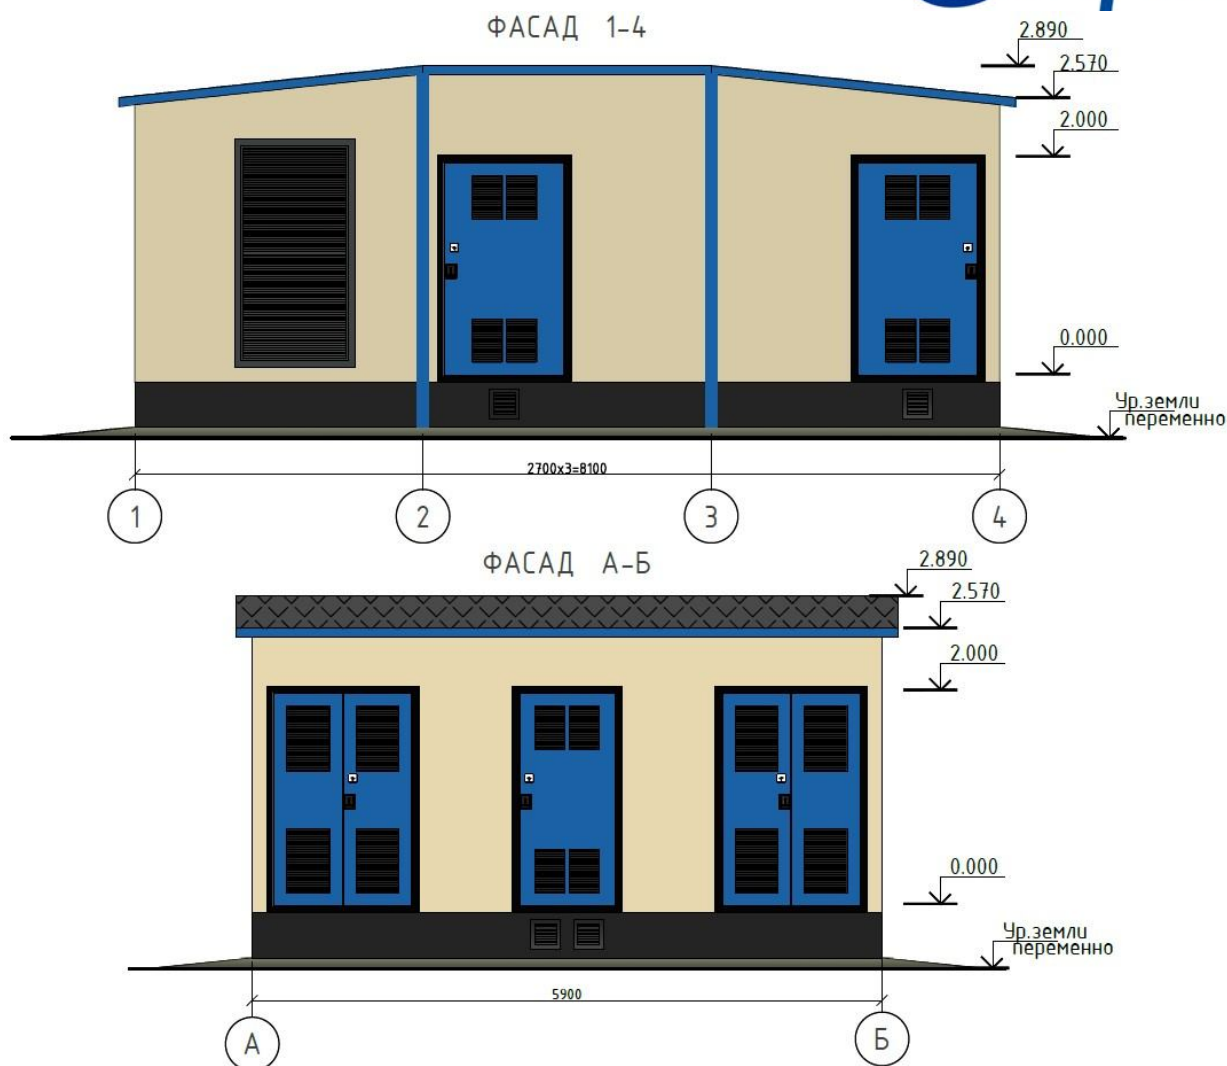 ФАСАД 1-4
2.890
2.570
2.000
0.000
Ур.земли
переменно
2700х3=8100
1
2
3
4
ФАСАД А-Б
2.890
2.570
2.000
0.000
Ур.земли
переменно
5900
А
Б